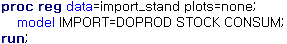 proc reg data=import_stand plots=none;
model IMPORT=DOPROD STOCK CONSUM;
run;